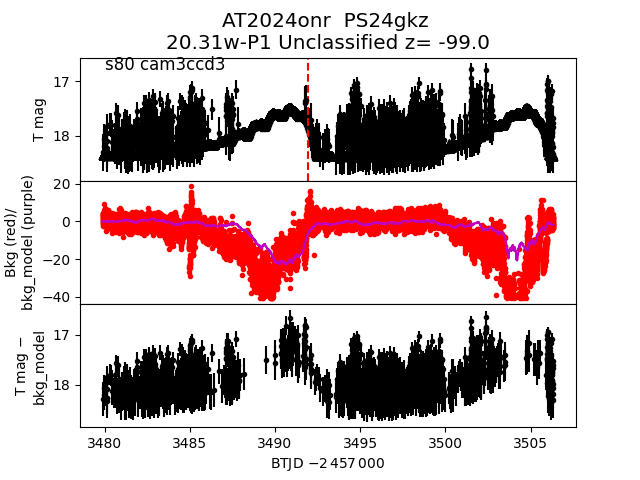 AT2024onr PS24gkz
20.31w-P1 Unclassified z= -99.0
s80 cam3ccd3
17
18
T mag
20
0
−20
−40
Bkg (red)/
bkg_model (purple)
17
18
T mag −
bkg_model
3480 3485 3490 3495 3500 3505
BTJD −2 457 000